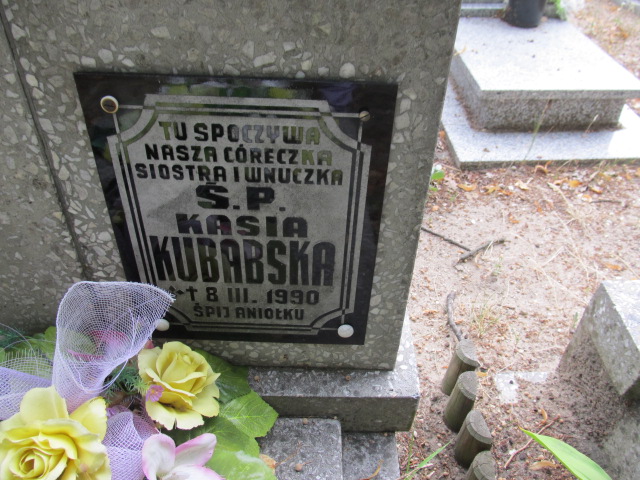 TU SPOCZYWA
NASZA CÓRECZKA
SIOSTRA I WNUCZKA
Ś.P.
KASIA
KUBABSKA
*✝ 8 III. 1990
ŚPIJ ANIOŁKU